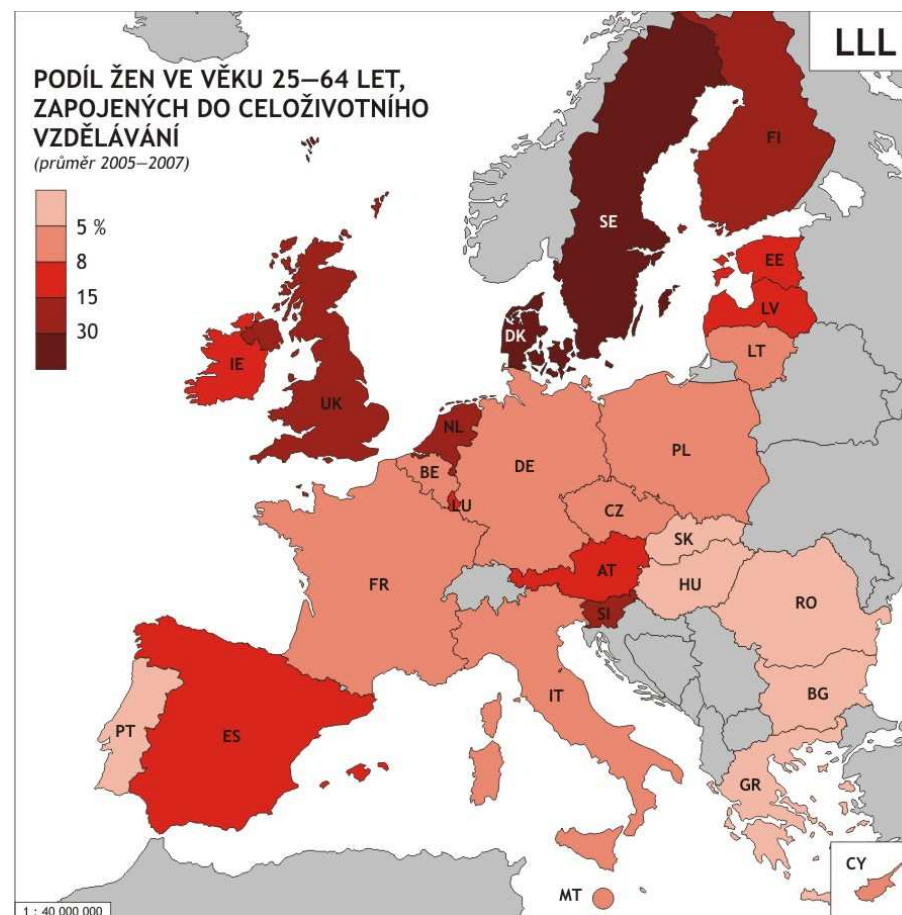 LLL
PODÍL ŽEN VE VĚKU 25—64 LET,
ZAPOJENÝCH DO CELOŽIVOTNÍHO
VZDĚLÁVÁNÍ
(průměr 2005—2007)
5 %
8
15
30
FI
SE
EE
LV
DK
LT
IE
UK
NL
BE
DE
PL
LU
CZ
SK
FR
AT
HU
SI
RO
IT
BG
PT
ES
GR
CY
MT
1 : 40 000 000